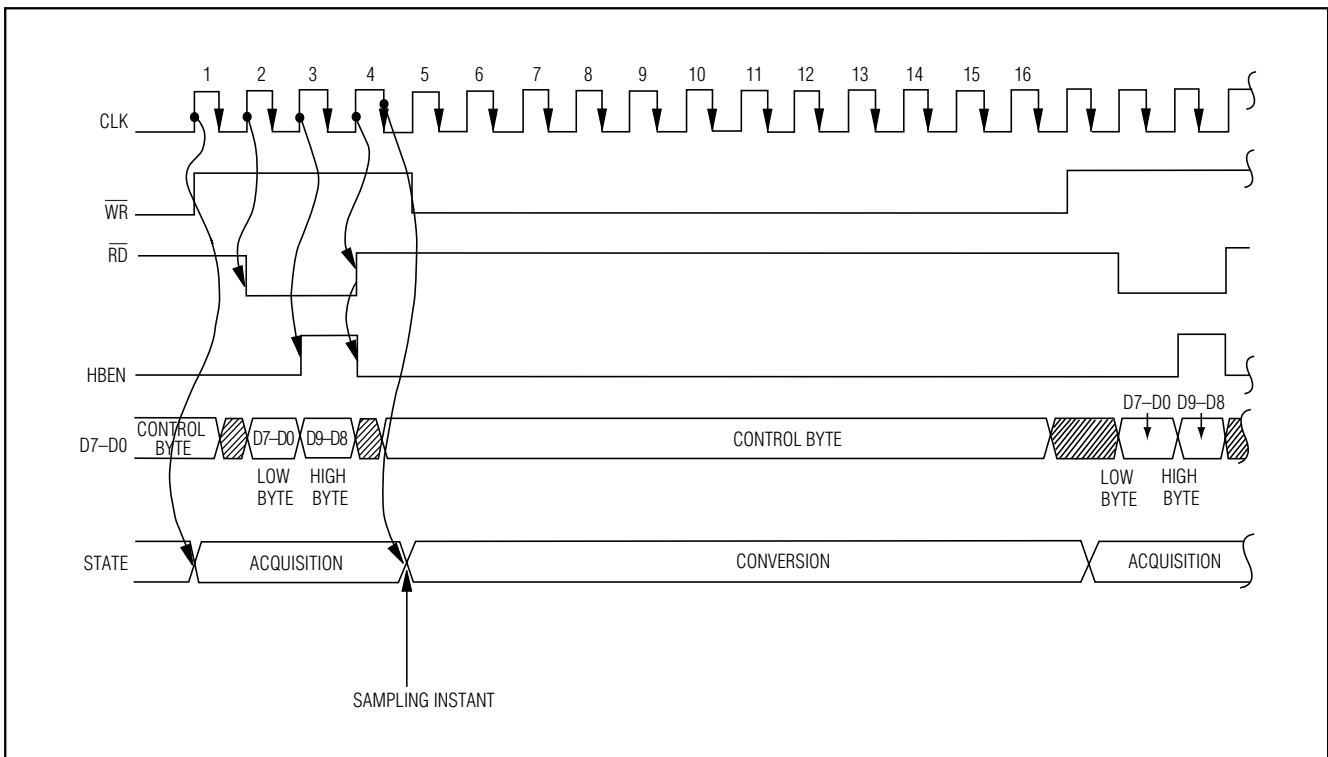 1 2 3 4 5 6 7 8 9 10 11 12 13 14 15 16
CLK
WR
RD
HBEN
D7–D0 D9–D8
CONTROL
BYTE
D7–D0
D7–D0 D9–D8
CONTROL BYTE
LOW
BYTE
HIGH
BYTE
LOW
BYTE
HIGH
BYTE
STATE
ACQUISITION
CONVERSION
ACQUISITION
SAMPLING INSTANT